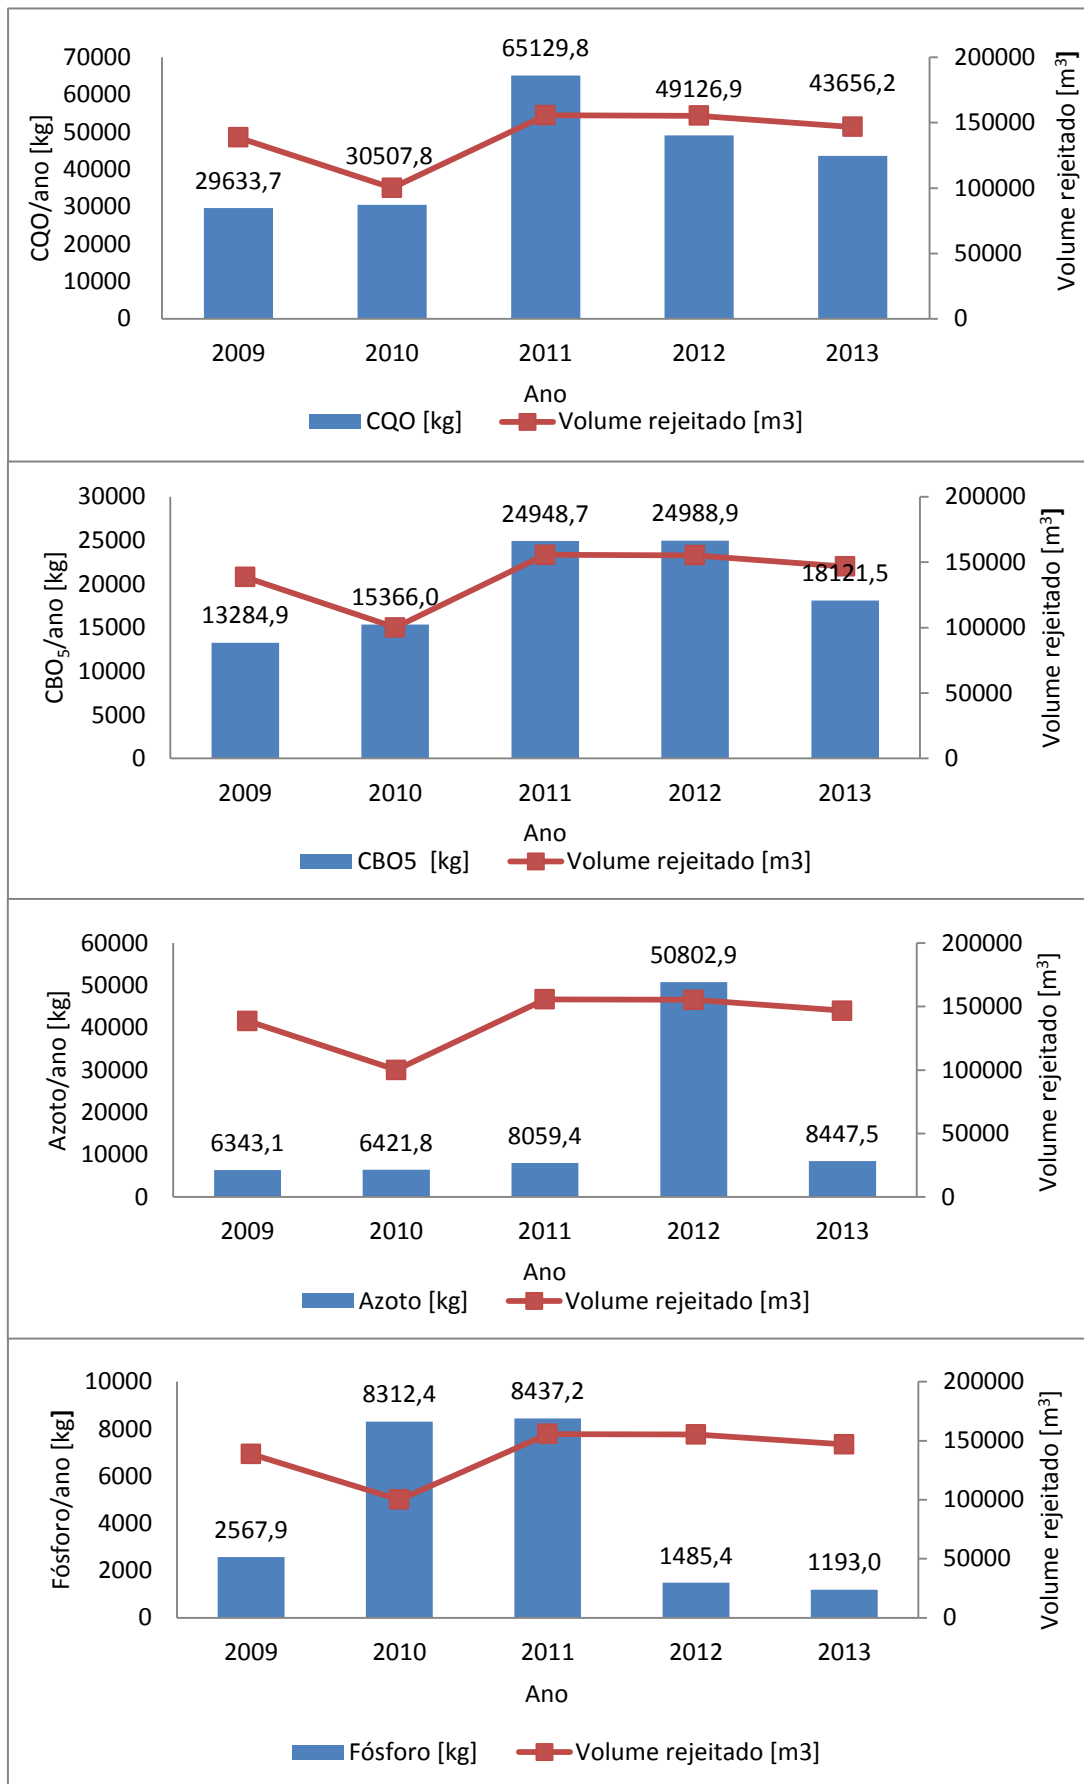 65129,8
70000 200000
60000 49126,9 43656,2
50000 150000
40000 30507,8
29633,7 100000
30000
20000 50000
10000
0 0
CQO/ano [kg]
Volume rejeitado [m³]
2009 2010 2011 2012 2013
Ano
CQO [kg] Volume rejeitado [m3]
30000 200000
24948,7 24988,9
25000 150000
20000 18121,5
13284,9 15366,0
15000 100000
10000
50000
5000
0 0
CBO₅/ano [kg]
Volume rejeitado [m³]
2009 2010 2011 2012 2013
Ano
CBO5 [kg] Volume rejeitado [m3]
60000 200000
50802,9
50000
150000
40000
30000 100000
20000
50000
10000 6343,1 6421,8 8059,4 8447,5
0 0
Azoto/ano [kg]
Volume rejeitado [m³]
2009 2010 2011 2012 2013
Ano
Azoto [kg] Volume rejeitado [m3]
10000 8312,4 8437,2 200000
8000
150000
6000
100000
4000 2567,9
2000 1485,4 1193,0 50000
0 0
Fósforo/ano [kg]
Volume rejeitado [m³]
2009 2010 2011 2012 2013
Ano
Fósforo [kg] Volume rejeitado [m3]